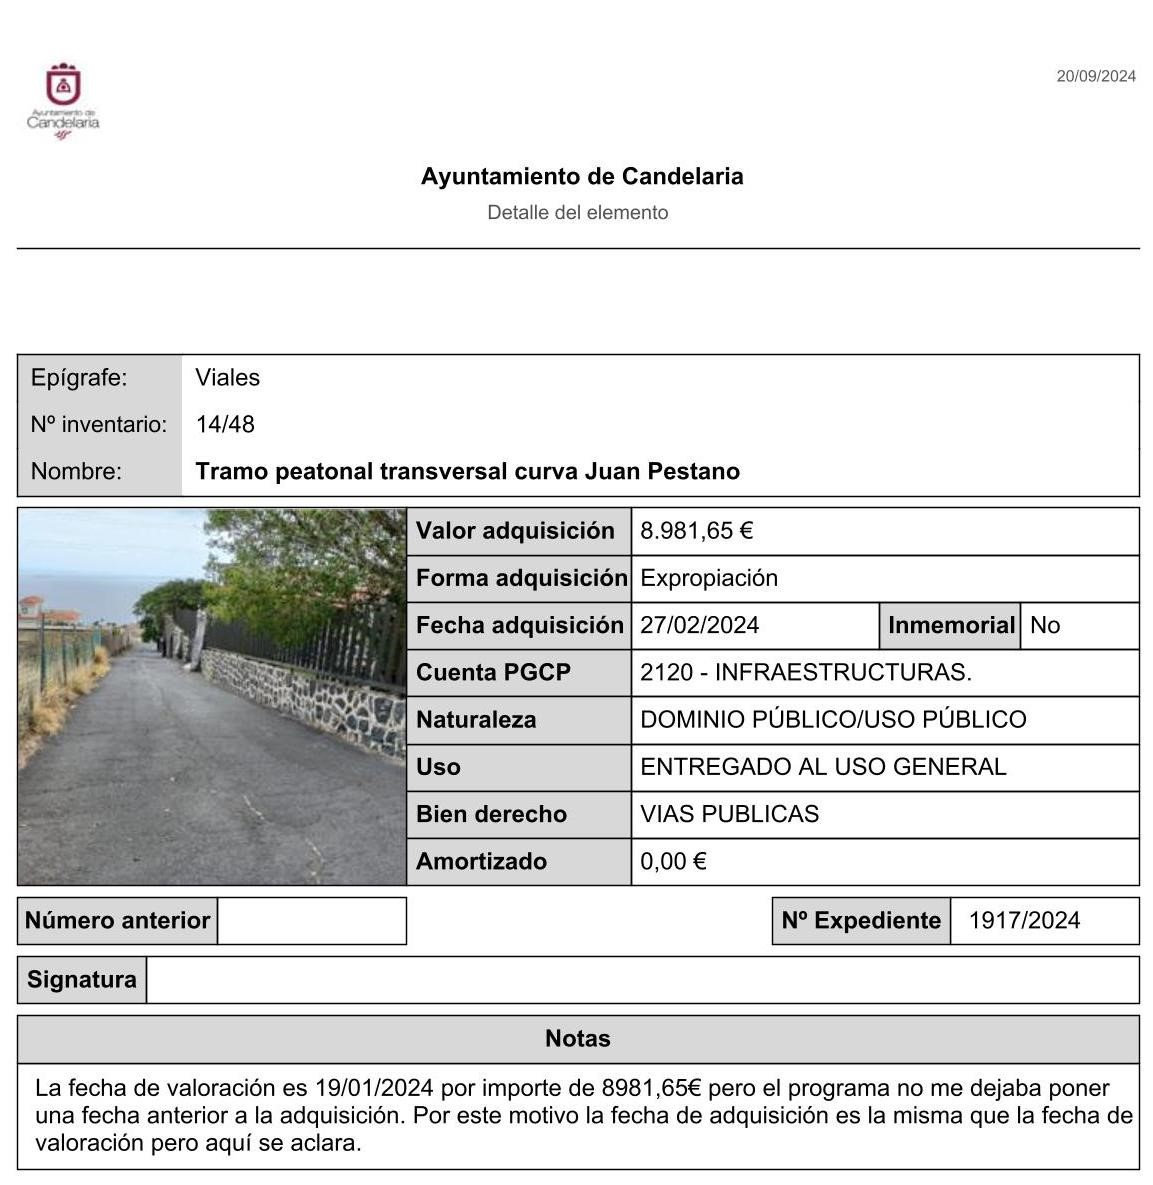 Ayuntamiento de
Candelaria
20/09/2024
Ayuntamiento de Candelaria
Detalle del elemento
Epígrafe: Viales
Nº inventario: 14/48
Nombre: Tramo peatonal transversal curva Juan Pestano
Valor adquisición 8.981,65 €
Forma adquisición Expropiación
Fecha adquisición 27/02/2024 Inmemorial No
Cuenta PGCP 2120 - INFRAESTRUCTURAS.
Naturaleza DOMINIO PÚBLICO/USO PÚBLICO
Uso ENTREGADO AL USO GENERAL
Bien derecho VIAS PUBLICAS
Amortizado 0,00 €
Número anterior
Nº Expediente 1917/2024
Signatura
Notas
La fecha de valoración es 19/01/2024 por importe de 8981,65€ pero el programa no me dejaba poner
una fecha anterior a la adquisición. Por este motivo la fecha de adquisición es la misma que la fecha de
valoración pero aquí se aclara.